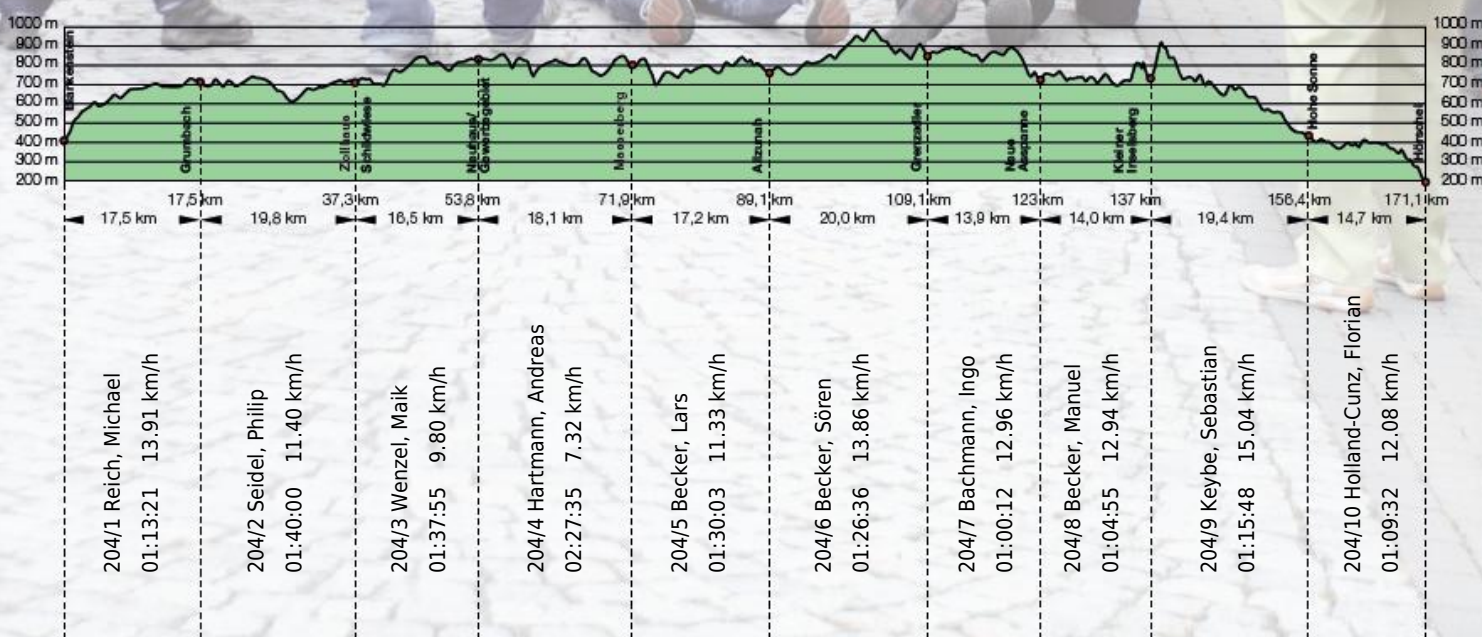 1000 m
900 m
800 m
700 m
600 m
500 m
400 m
300 m
200 m
1000 m
900 m
800 m
700 m
600 m
500 m
400 m
300 m
200 m
Blankenstein
Grumbach
Zollhaus
Schildwiese
Neuhaus/
Masserberg
Allzunah
Grenzadler
Neue
Ausspanne
Kleiner
Inselsberg
Hohe Sonne
Hörschel
17,5 km
37,3 km
53,8 km
71,9 km
89,1 km
109,1 km
123 km
137 km
156,4 km
171,1 km
17,5 km
19,8 km
16,5 km
18,1 km
17,2 km
20,0 km
13,9 km
14,0 km
19,4 km
14,7 km
204/1 Reich, Michael
01:13:21 13.91 km/h
204/2 Seidel, Philip
01:40:00 11.40 km/h
204/3 Wenzel, Maik
01:37:55 9.80 km/h
204/4 Hartmann, Andreas
02:27:35 7.32 km/h
204/5 Becker, Lars
01:30:03 11.33 km/h
204/6 Becker, Sören
01:26:36 13.86 km/h
204/7 Bachmann, Ingo
01:00:12 12.96 km/h
204/8 Becker, Manuel
01:04:55 12.94 km/h
204/9 Keybe, Sebastian
01:15:48 15.04 km/h
204/10 Holland-Cunz, Florian
01:09:32 12.08 km/h